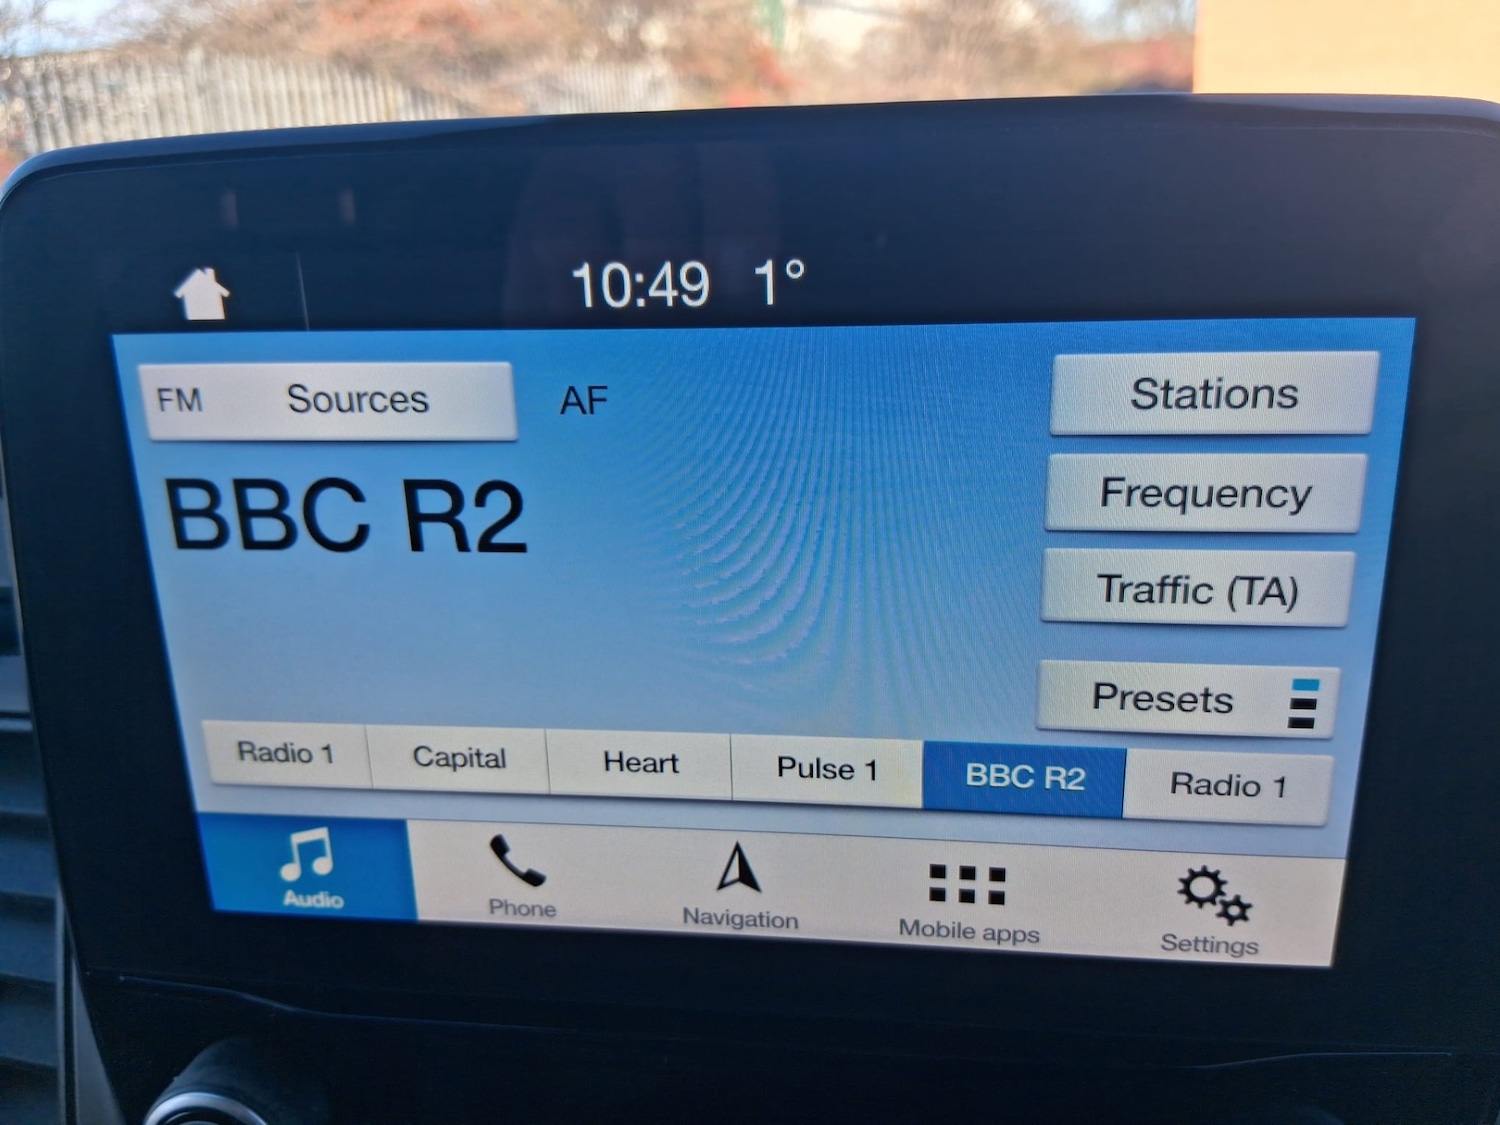 10:49 1°
FM Sources AF
Stations
BBC R2
Frequency
Traffic (TA)
Presets
Radio 1 Capital Heart Pulse 1 BBC R2 Radio 1
Audio Phone Navigation Mobile apps Settings